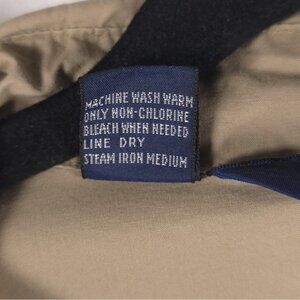 MACHINE WASH WARM
ONLY NON-CHLORINE
BLEACH WHEN NEEDED
LINE DRY
STEAM IRON MEDIUM